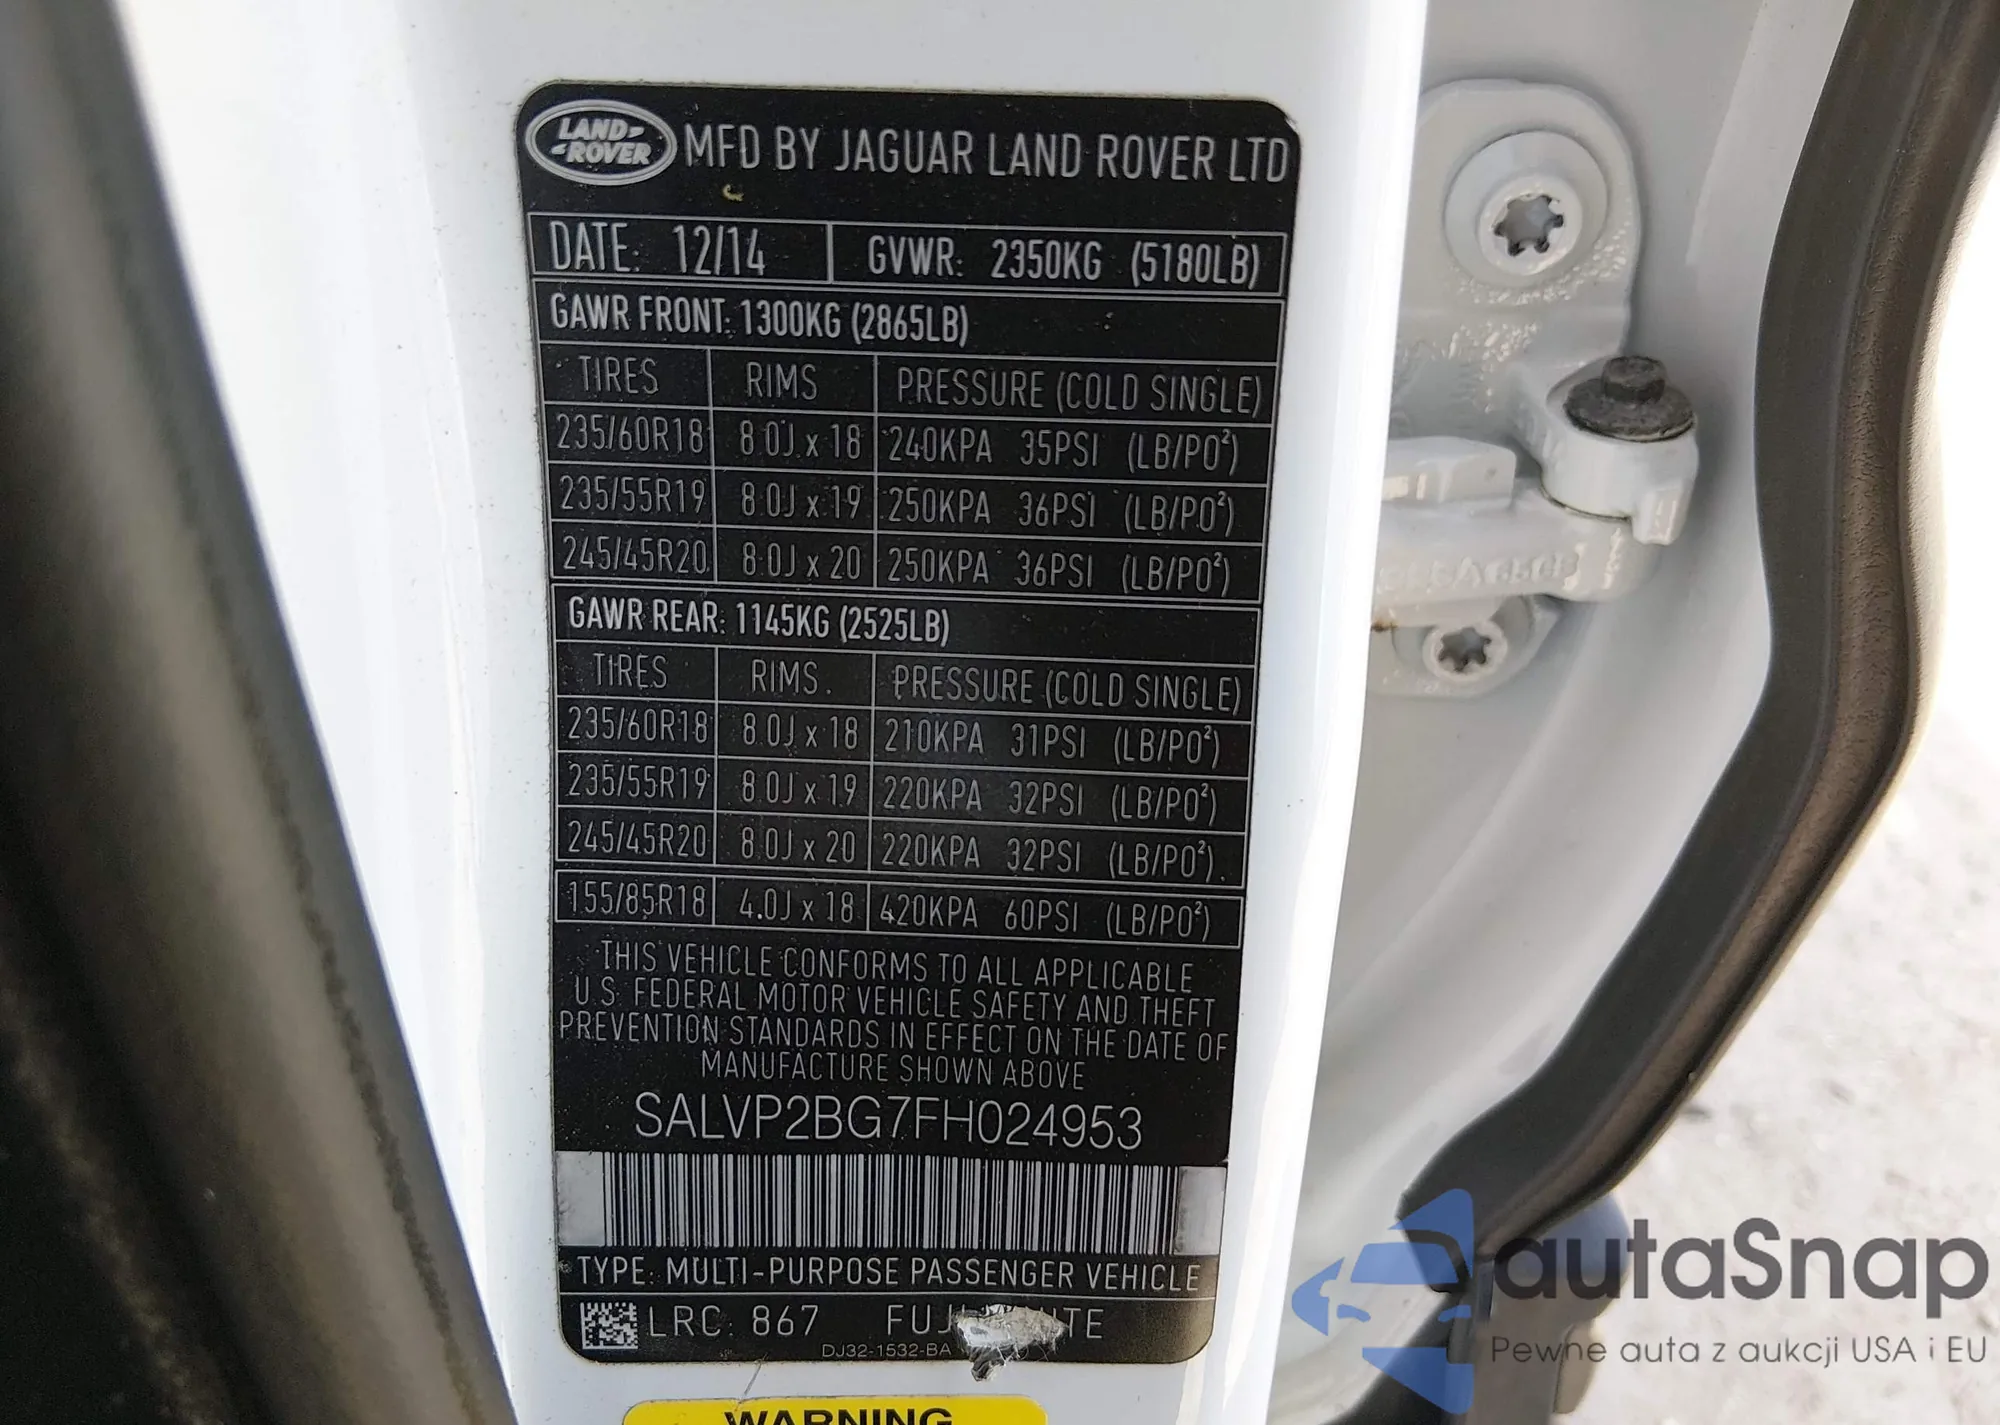 LAND-
-ROVER
MFD BY JAGUAR LAND ROVER LTD
DATE: 12/14 GVWR: 2350KG (5180LB)
GAWR FRONT: 1300KG (2865LB)
TIRES RIMS PRESSURE (COLD SINGLE)
235/60R18 8.0J x 18 240KPA 35PSI (LB/PO²)
235/55R19 8.0J x 19 250KPA 36PSI (LB/PO²)
245/45R20 8.0J x 20 250KPA 36PSI (LB/PO²)
GAWR REAR: 1145KG (2525LB)
TIRES RIMS PRESSURE (COLD SINGLE)
235/60R18 8.0J x 18 210KPA 31PSI (LB/PO²)
235/55R19 8.0J x 19 220KPA 32PSI (LB/PO²)
245/45R20 8.0J x 20 220KPA 32PSI (LB/PO²)
155/85R18 4.0J x 18 420KPA 60PSI (LB/PO²)
THIS VEHICLE CONFORMS TO ALL APPLICABLE
U.S. FEDERAL MOTOR VEHICLE SAFETY AND THEFT
PREVENTION STANDARDS IN EFFECT ON THE DATE OF
MANUFACTURE SHOWN ABOVE
SALVP2BG7FH024953
TYPE: MULTI-PURPOSE PASSENGER VEHICLE
LRC: 867 FUJI
DJ32-1532-BA
WARNING
autaSnap
Pewne auta z aukcji USA i EU